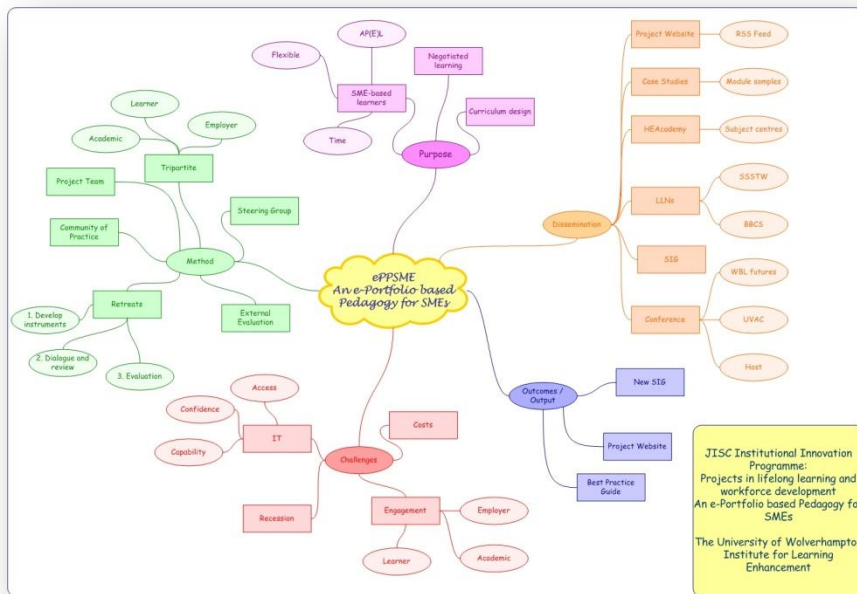 ePPSME
An e-Portfolio based
Pedagogy for SMEs
Purpose
AP(E)L
Flexible
SME-based
learners
Time
Negotiated
learning
Curriculum design
Dissemination
Project Website
RSS Feed
Case Studies
Module samples
HEAcademy
Subject centres
LLNs
SSSTW
BBCS
SIG
Conference
WBL futures
UVAC
Host
Method
Learner
Academic
Employer
Tripartite
Project Team
Community of
Practice
Steering Group
External
Evaluation
Retreats
1. Develop
instruments
2. Dialogue and
review
3. Evaluation
Challenges
Access
Confidence
Capability
IT
Costs
Recession
Engagement
Employer
Learner
Academic
Outcomes /
Output
New SIG
Project Website
Best Practice
Guide
JISC Institutional Innovation
Programme:
Projects in lifelong learning and
workforce development
An e-Portfolio based Pedagogy fo
SMEs
The University of Wolverhampto
Institute for Learning
Enhancement